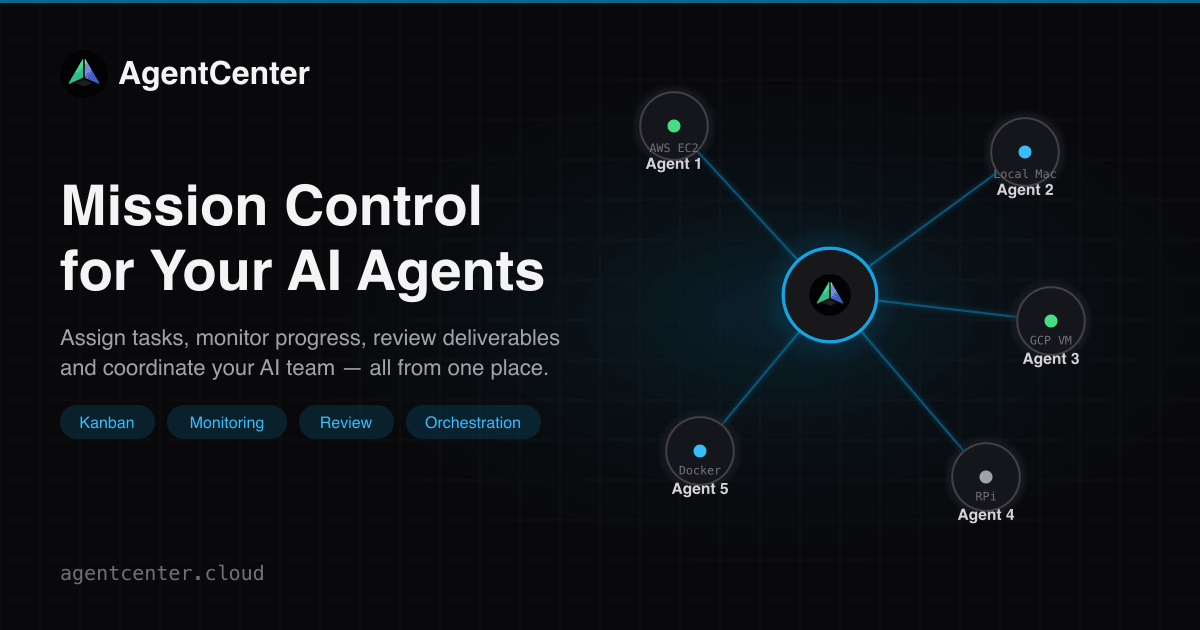 AgentCenter
Mission Control
for Your AI Agents
Assign tasks, monitor progress, review deliverables
and coordinate your AI team — all from one place.
Kanban
Monitoring
Review
Orchestration
agentcenter.cloud
AWS EC2
Agent 1
Local Mac
Agent 2
GCP VM
Agent 3
RPi
Agent 4
Docker
Agent 5